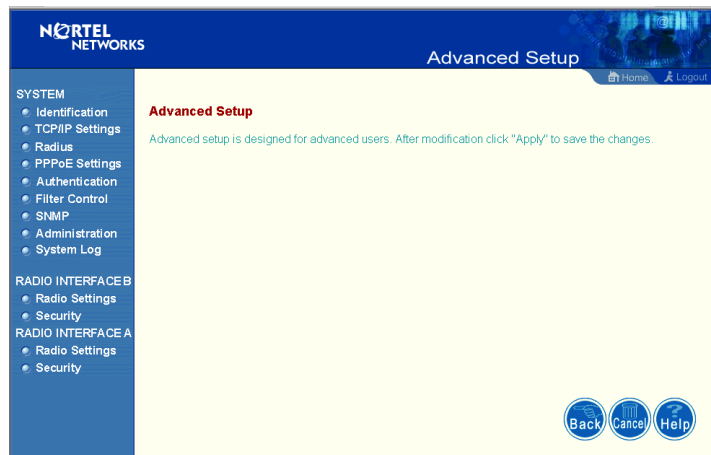 NORTEL
NETWORKS
Advanced Setup
@
Home
Logout
SYSTEM
Identification
TCP/IP Settings
Radius
PPPoE Settings
Authentication
Filter Control
SNMP
Administration
System Log
RADIO INTERFACE B
Radio Settings
Security
RADIO INTERFACE A
Radio Settings
Security
Advanced Setup
Advanced setup is designed for advanced users. After modification click "Apply" to save the changes.
Back
Cancel
Help